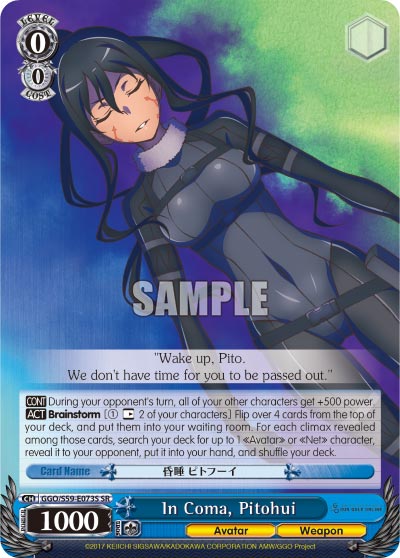 LEVEL
0
0
COST
SAMPLE
"Wake up, Pito.
We don't have time for you to be passed out."
CONT During your opponent's turn, all of your other characters get +500 power.
ACT Brainstorm [① 2 of your characters] Flip over 4 cards from the top of
your deck, and put them into your waiting room. For each climax revealed
among those cards, search your deck for up to 1 «Avatar» or «Net» character,
reveal it to your opponent, put it into your hand, and shuffle your deck.
Card Name
昏睡 ピトフーイ
CH GGO/S59-E073S SR
In Coma, Pitohui
POWER
1000
SOUL
Avatar
Weapon
©2017 KEIICHI SIGSAWA/KADOKAWA CORPORATION AMW/GGO Project